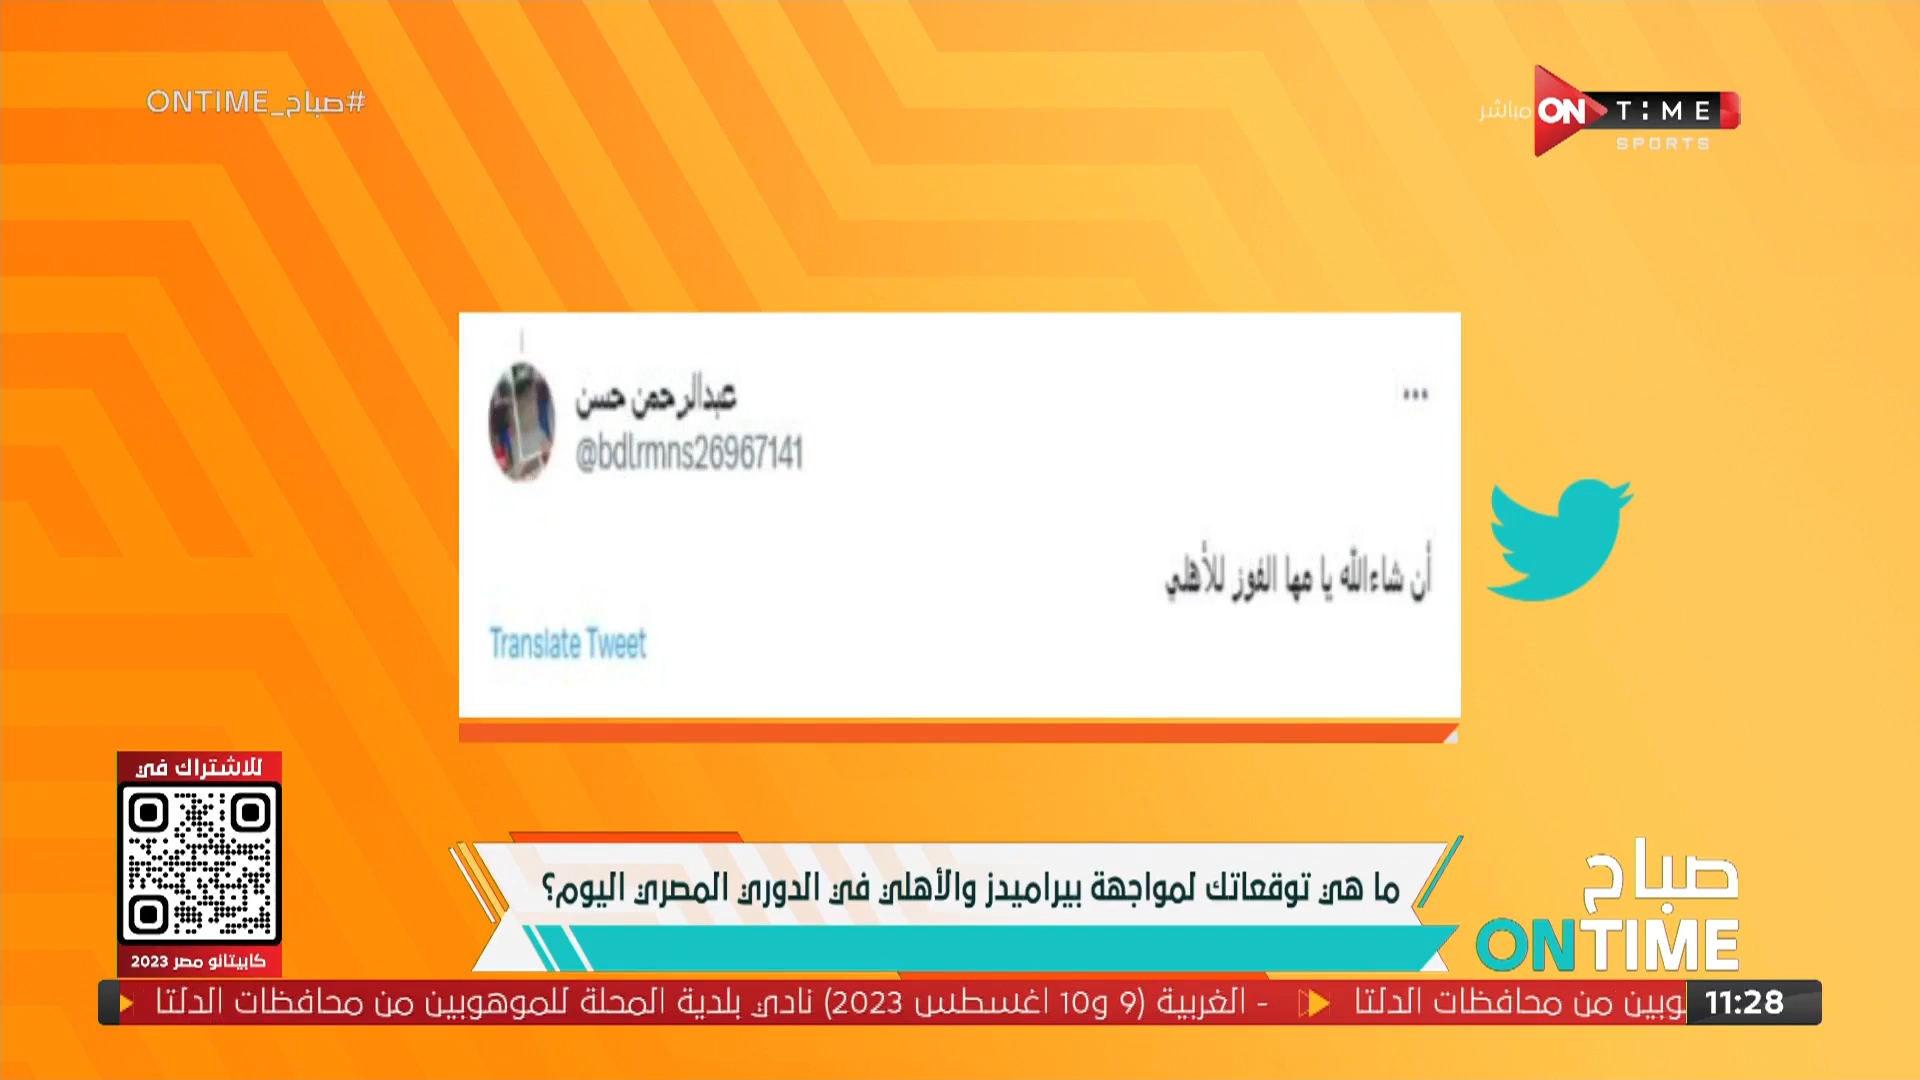 #صباح_ONTIME
مباشر ON T:ME
SPORTS
عبدالرحمن حسن
@bdlrmns26967141
أن شاءالله يا مها الفوز للأهلي
Translate Tweet
للاشتراك في
كابيتانو مصر 2023
ما هي توقعاتك لمواجهة بيراميدز والأهلي في الدوري المصري اليوم؟
صباح
ONTIME
وبين من محافظات الدلتا - الغربية (9 و10 اغسطس 2023) نادي بلدية المحلة للموهوبين من محافظات الدلتا
11:28